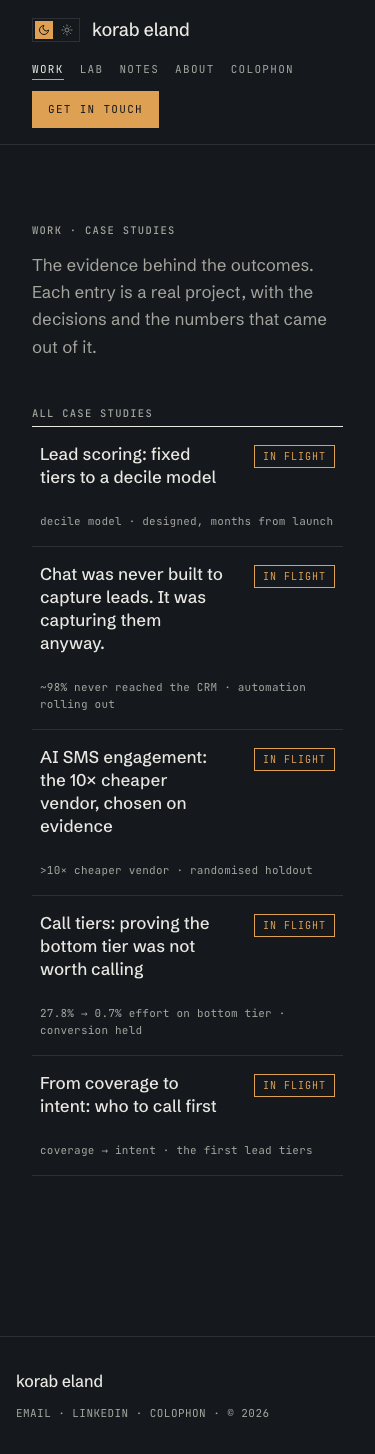 korab eland
WORK LAB NOTES ABOUT COLOPHON
GET IN TOUCH
WORK · CASE STUDIES
The evidence behind the outcomes.
Each entry is a real project, with the
decisions and the numbers that came
out of it.
ALL CASE STUDIES
Lead scoring: fixed
tiers to a decile model
IN FLIGHT
decile model · designed, months from launch
Chat was never built to
capture leads. It was
capturing them
anyway.
IN FLIGHT
~98% never reached the CRM · automation
rolling out
AI SMS engagement:
the 10× cheaper
vendor, chosen on
evidence
IN FLIGHT
>10× cheaper vendor · randomised holdout
Call tiers: proving the
bottom tier was not
worth calling
IN FLIGHT
27.8% → 0.7% effort on bottom tier ·
conversion held
From coverage to
intent: who to call first
IN FLIGHT
coverage → intent · the first lead tiers
korab eland
EMAIL · LINKEDIN · COLOPHON · © 2026